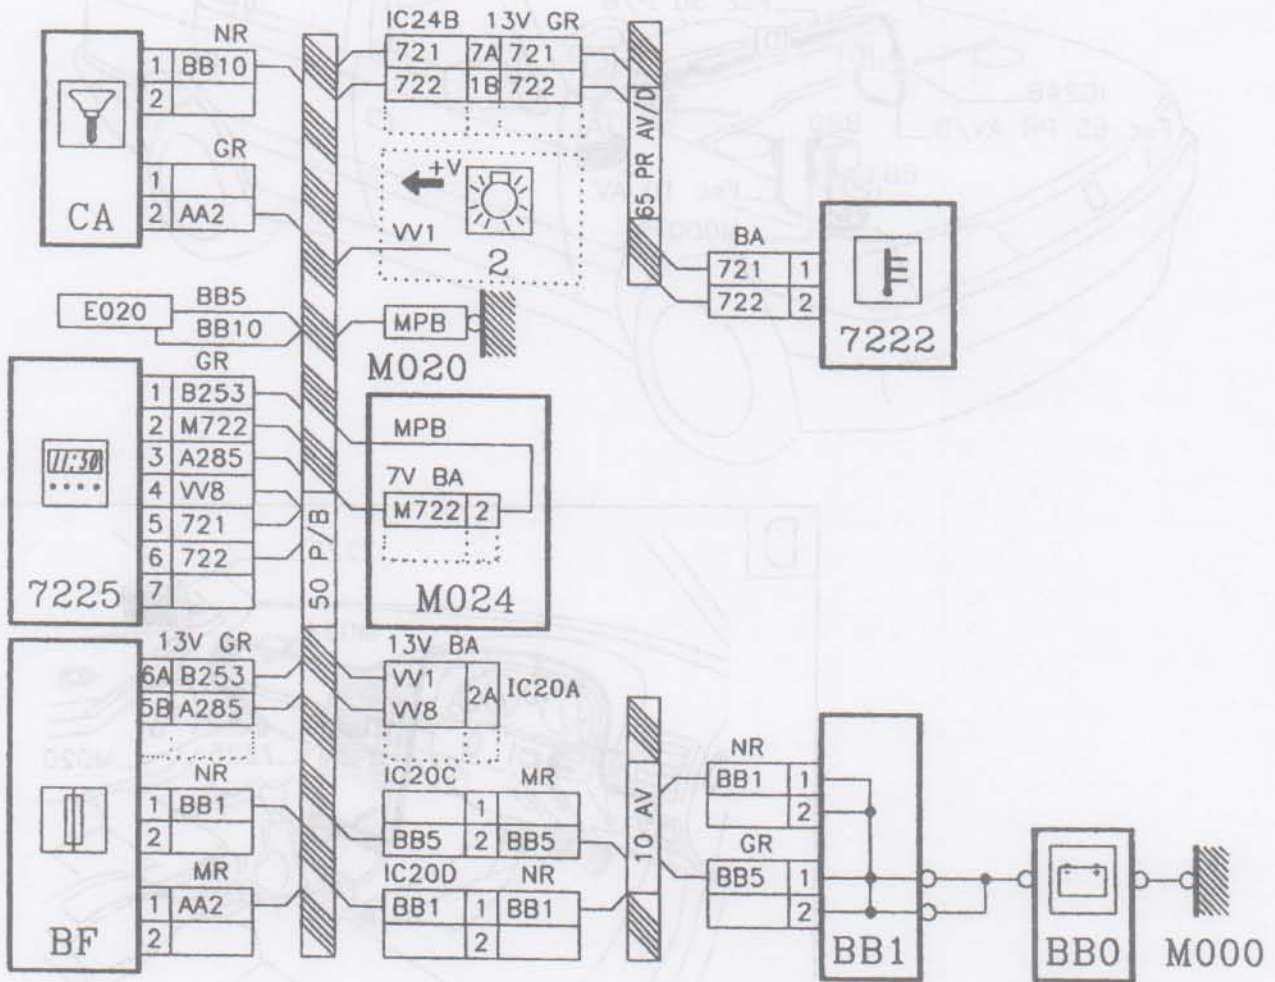 IC24B 13V GR
NR
721 7A 721
1 BB10
722 1B 722
2
65 PR AV/D
GR
+V
1
CA
2 AA2
VV1
2
BA
721 1
722 2
7222
E020
BB5
BB10
MPB
M020
GR
1 B253
2 M722
3 A285
4 VV8
5 721
6 722
7
11:50
7225
MPB
7V BA
M722 2
M024
50 P/B
13V GR
6A B253
5B A285
NR
1 BB1
2
MR
1 AA2
2
BF
13V BA
VV1
2A
IC20A
VV8
IC20C MR
1
BB5 2 BB5
IC20D NR
BB1 1 BB1
2
10 AV
NR
BB1 1
2
GR
BB5 1
2
BB1
BB0
M000